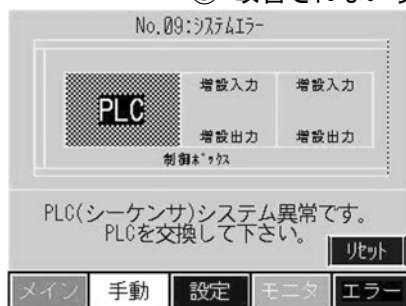 No.09:システムエラー
増設入力 増設入力
PLC
増設出力 増設出力
制御ボックス
PLC(シーケンサ)システム異常です。
PLCを交換して下さい。
リセット
メイン 手動 設定 モニタ エラー